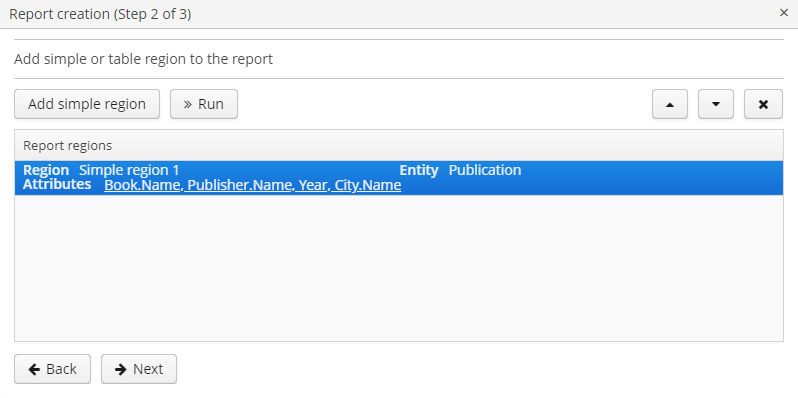 Report creation (Step 2 of 3)
Add simple or table region to the report
Add simple region » Run
Report regions
Region Simple region 1 Entity Publication
Attributes Book.Name, Publisher.Name, Year, City.Name
Back Next